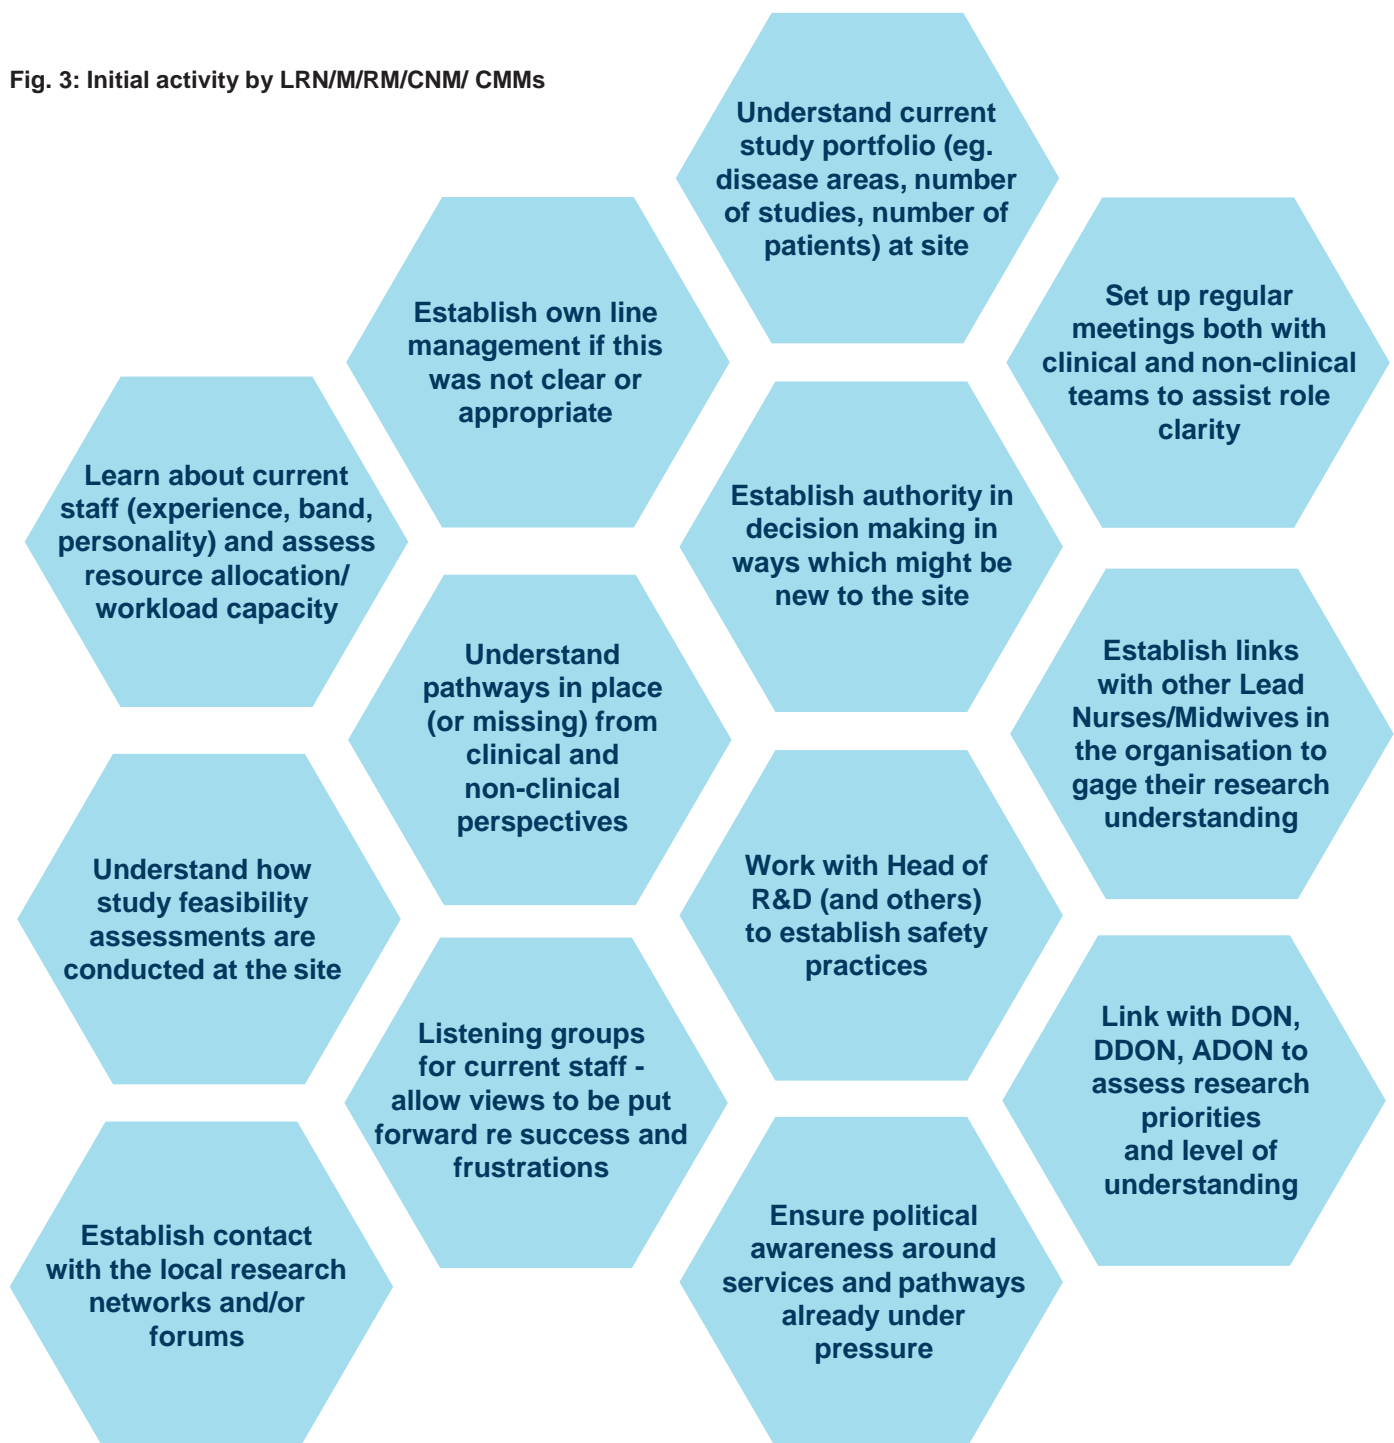 Fig. 3: Initial activity by LRN/M/RM/CNM/ CMMs
Understand current
study portfolio (eg.
disease areas, number
of studies, number of
patients) at site
Establish own line
management if this
was not clear or
appropriate
Set up regular
meetings both with
clinical and non-clinical
teams to assist role
clarity
Learn about current
staff (experience, band,
personality) and assess
resource allocation/
workload capacity
Establish authority in
decision making in
ways which might be
new to the site
Understand
pathways in place
(or missing) from
clinical and
non-clinical
perspectives
Establish links
with other Lead
Nurses/Midwives in
the organisation to
gage their research
understanding
Understand how
study feasibility
assessments are
conducted at the site
Work with Head of
R&D (and others)
to establish safety
practices
Listening groups
for current staff -
allow views to be put
forward re success and
frustrations
Link with DON,
DDON, ADON to
assess research
priorities
and level of
understanding
Establish contact
with the local research
networks and/or
forums
Ensure political
awareness around
services and pathways
already under
pressure